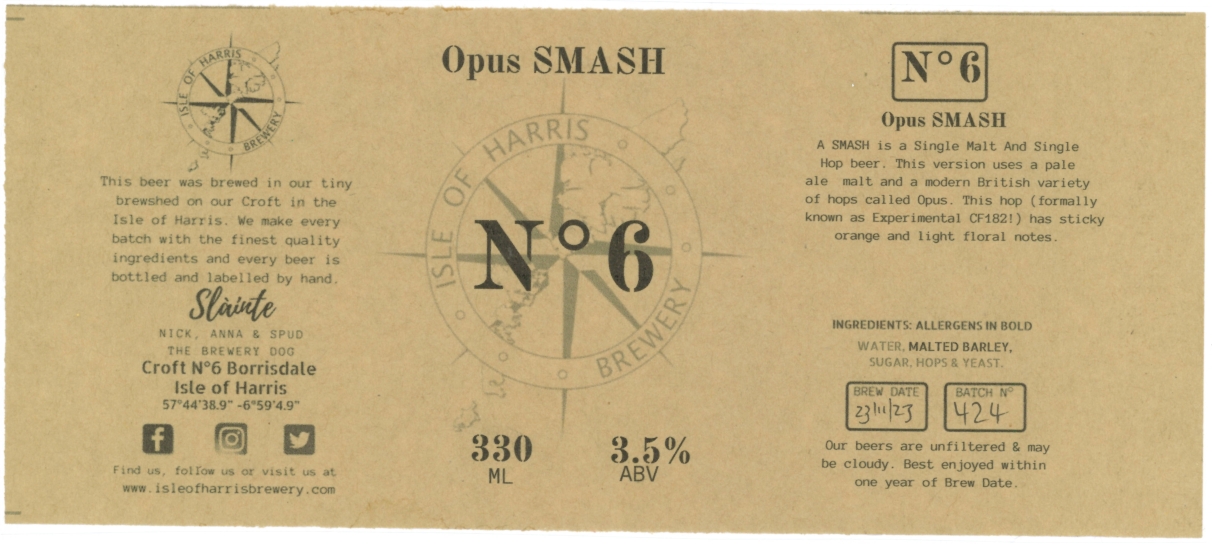 ISLE OF HARRIS
BREWERY
This beer was brewed in our tiny
brewshed on our Croft in the
Isle of Harris. We make every
batch with the finest quality
ingredients and every beer is
bottled and labelled by hand.
Slàinte
NICK, ANNA & SPUD
THE BREWERY DOG
Croft N°6 Borrisdale
Isle of Harris
57°44'38.9" -6°59'4.9"
Find us, follow us or visit us at
www.isleofharrisbrewery.com
Opus SMASH
ISLE OF HARRIS
BREWERY
N°6
330
ML
3.5%
ABV
N°6
Opus SMASH
A SMASH is a Single Malt And Single
Hop beer. This version uses a pale
ale malt and a modern British variety
of hops called Opus. This hop (formally
known as Experimental CF182!) has sticky
orange and light floral notes.
INGREDIENTS: ALLERGENS IN BOLD
WATER, MALTED BARLEY,
SUGAR, HOPS & YEAST.
BREW DATE
23/11/23
BATCH N°
424
Our beers are unfiltered & may
be cloudy. Best enjoyed within
one year of Brew Date.